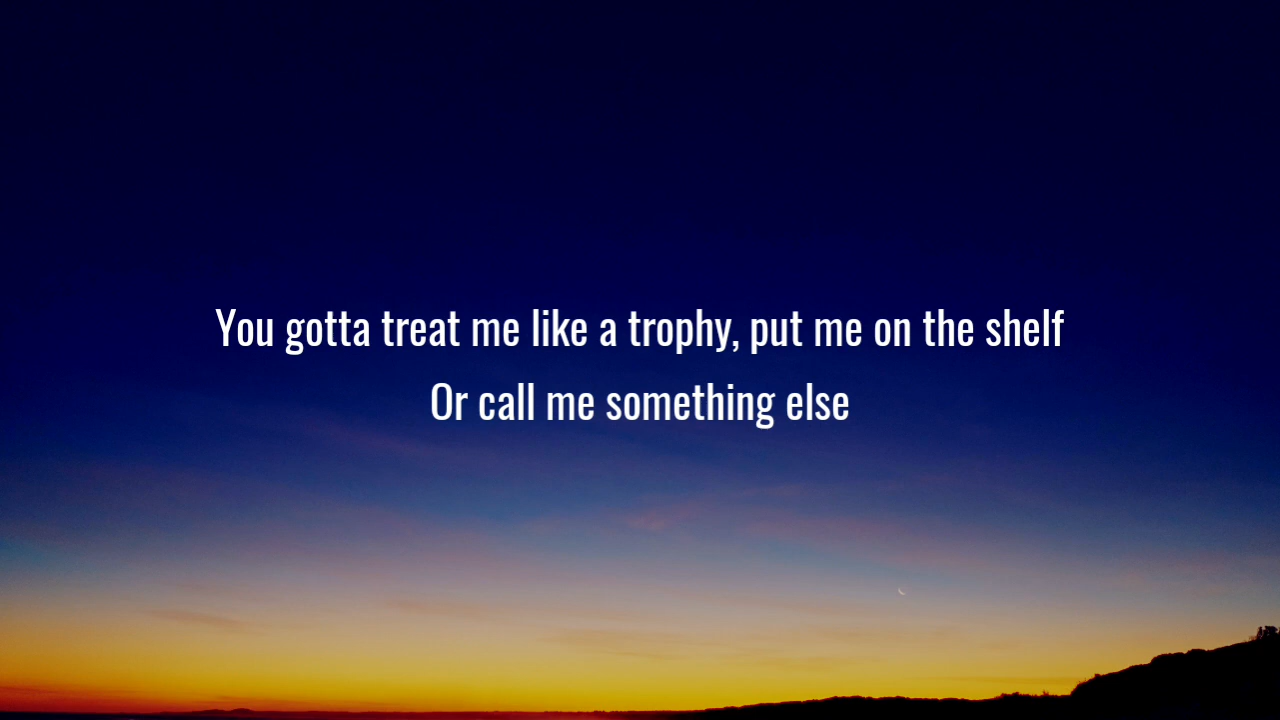 You gotta treat me like a trophy, put me on the shelf
Or call me something else